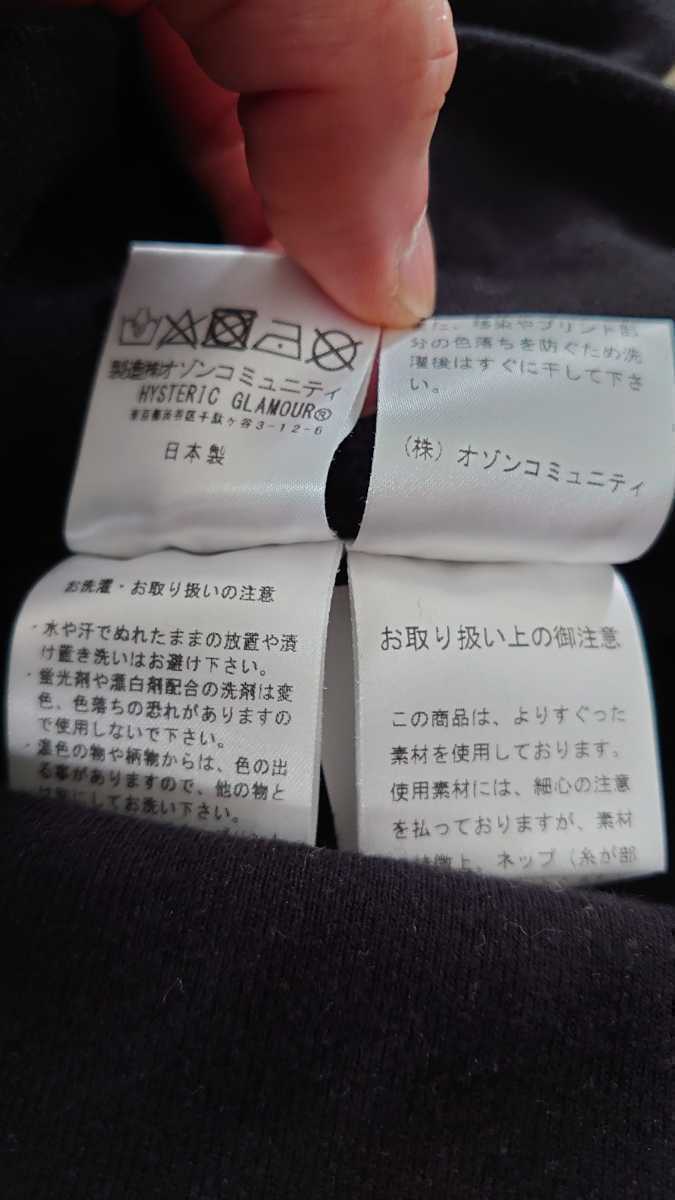 製造㈱オゾンコミュニティ
HYSTERIC GLAMOUR®
東京都渋谷区千駄ヶ谷3-12-6
日本製
また、移染やプリント部
分の色落ちを防ぐため洗
濯後はすぐに干して下さ
い。
(株) オゾンコミュニティ
お洗濯・お取り扱いの注意
・水や汗でぬれたままの放置や漬
け置き洗いはお避け下さい。
・蛍光剤や漂白剤配合の洗剤は変
色、色落ちの恐れがありますの
で使用しないで下さい。
・濃色の物や柄物からは、色の出
る事がありますので、他の物と
は別にしてお洗い下さい。
お取り扱い上の御注意
この商品は、よりすぐった
素材を使用しております。
使用素材には、細心の注意
を払っておりますが、素材
の特徴上、ネップ（糸が部